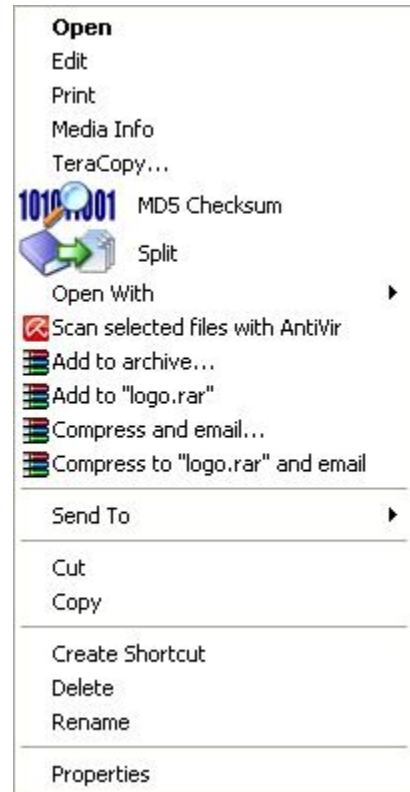 Open
Edit
Print
Media Info
TeraCopy...
101011001 MD5 Checksum
Split
Open With
Scan selected files with AntiVir
Add to archive...
Add to "logo.rar"
Compress and email...
Compress to "logo.rar" and email
Send To
Cut
Copy
Create Shortcut
Delete
Rename
Properties